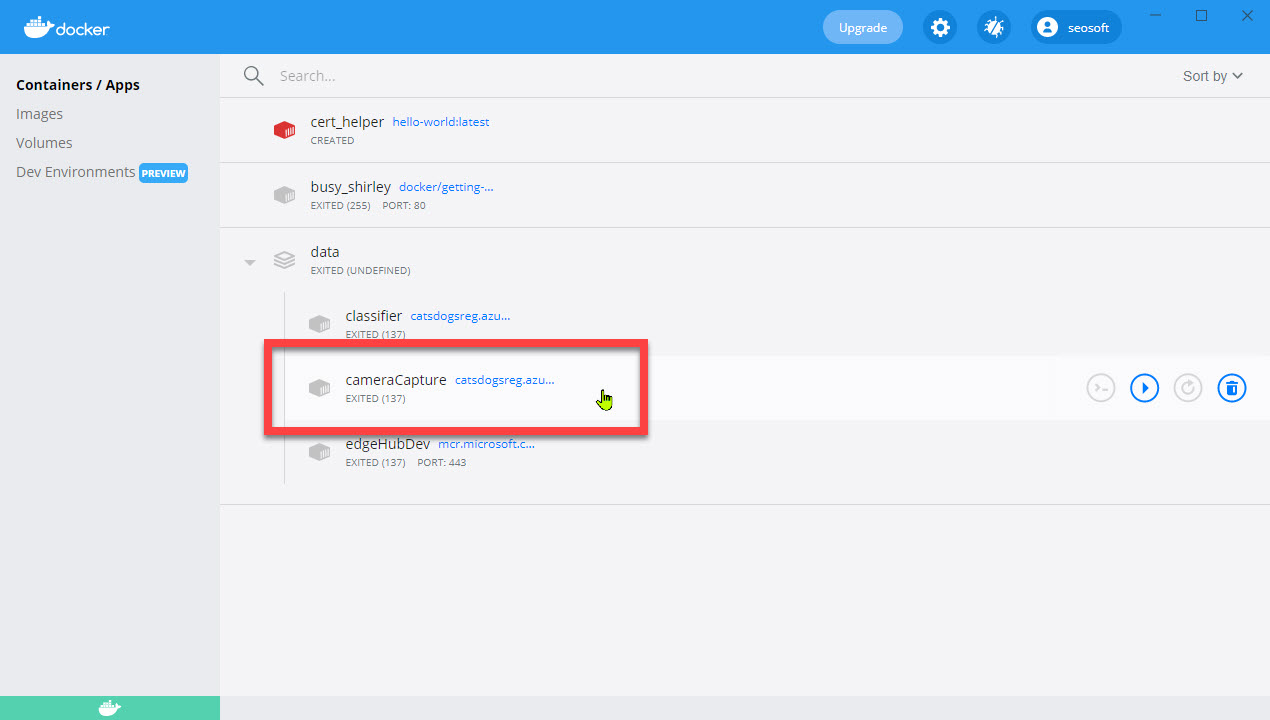 docker
Upgrade
seosoft
Containers / Apps
Images
Volumes
Dev Environments PREVIEW
Search...
Sort by
cert_helper hello-world:latest
CREATED
busy_shirley docker/getting-...
EXITED (255) PORT: 80
data
EXITED (UNDEFINED)
classifier catsdogsreg.azu...
EXITED (137)
cameraCapture catsdogsreg.azu...
EXITED (137)
edgeHubDev mcr.microsoft.c...
EXITED (137) PORT: 443